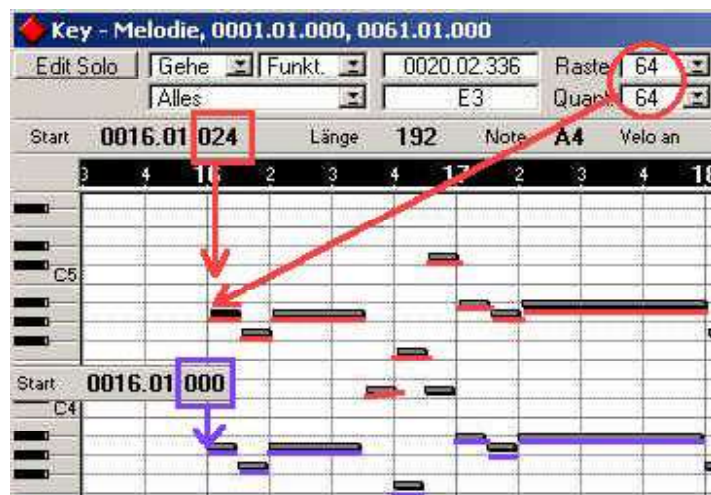 Key - Melodie, 0001.01.000, 0061.01.000
Edit Solo Gehe Funkt. 0020.02.336 Raste 64
Alles E3 Quant 64
Start 0016.01 024 Länge 192 Note A4 Velo an
3 4 16 2 3 4 17 2 3 4 18
C5
Start 0016.01 000
C4